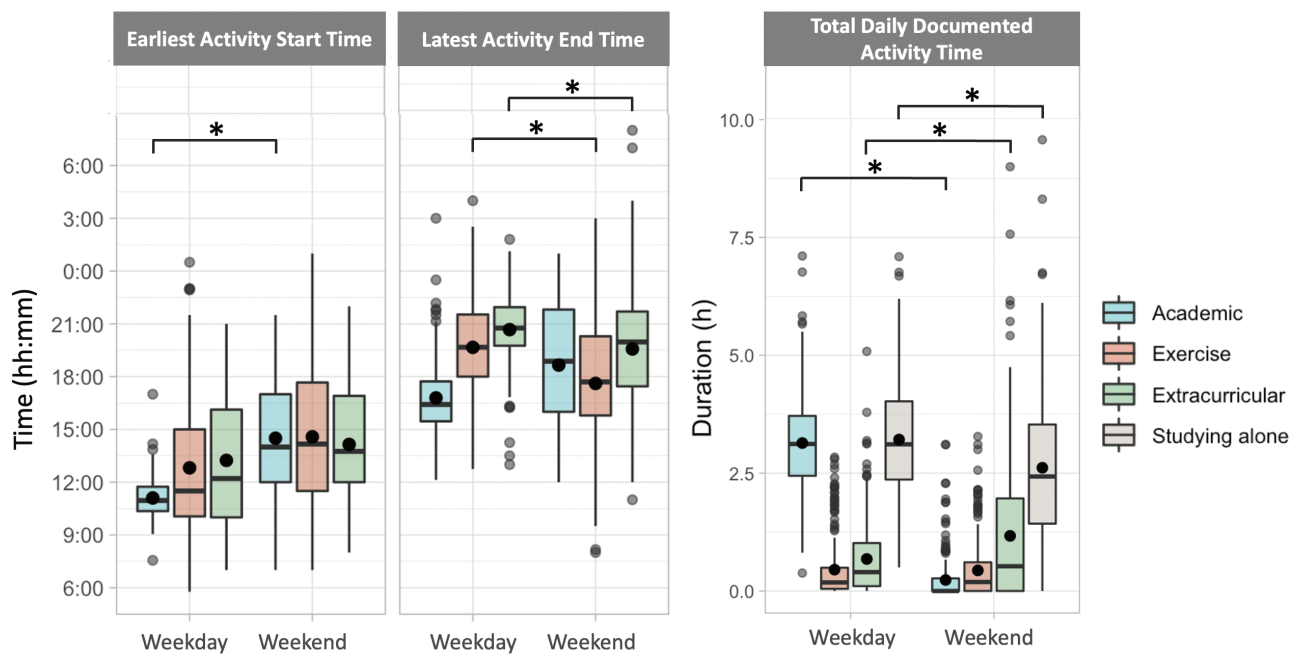 Earliest Activity Start Time
Latest Activity End Time
Total Daily Documented
Activity Time
*
*
*
*
*
*
Time (hh:mm)
6:00
3:00
0:00
21:00
18:00
15:00
12:00
9:00
6:00
Weekday
Weekend
Weekday
Weekend
Duration (h)
10.0
7.5
5.0
2.5
0.0
Weekday
Weekend
Academic
Exercise
Extracurricular
Studying alone